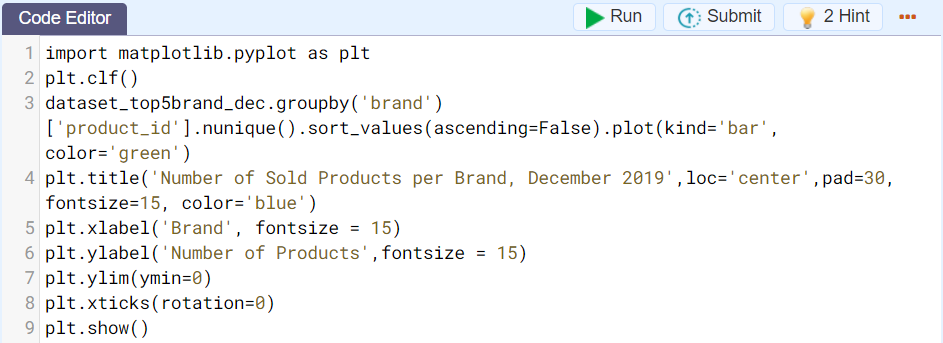 Code Editor
Run
Submit
2 Hint
1 import matplotlib.pyplot as plt
2 plt.clf()
3 dataset_top5brand_dec.groupby('brand')
['product_id'].nunique().sort_values(ascending=False).plot(kind='bar',
color='green')
4 plt.title('Number of Sold Products per Brand, December 2019',loc='center',pad=30,
fontsize=15, color='blue')
5 plt.xlabel('Brand', fontsize = 15)
6 plt.ylabel('Number of Products',fontsize = 15)
7 plt.ylim(ymin=0)
8 plt.xticks(rotation=0)
9 plt.show()